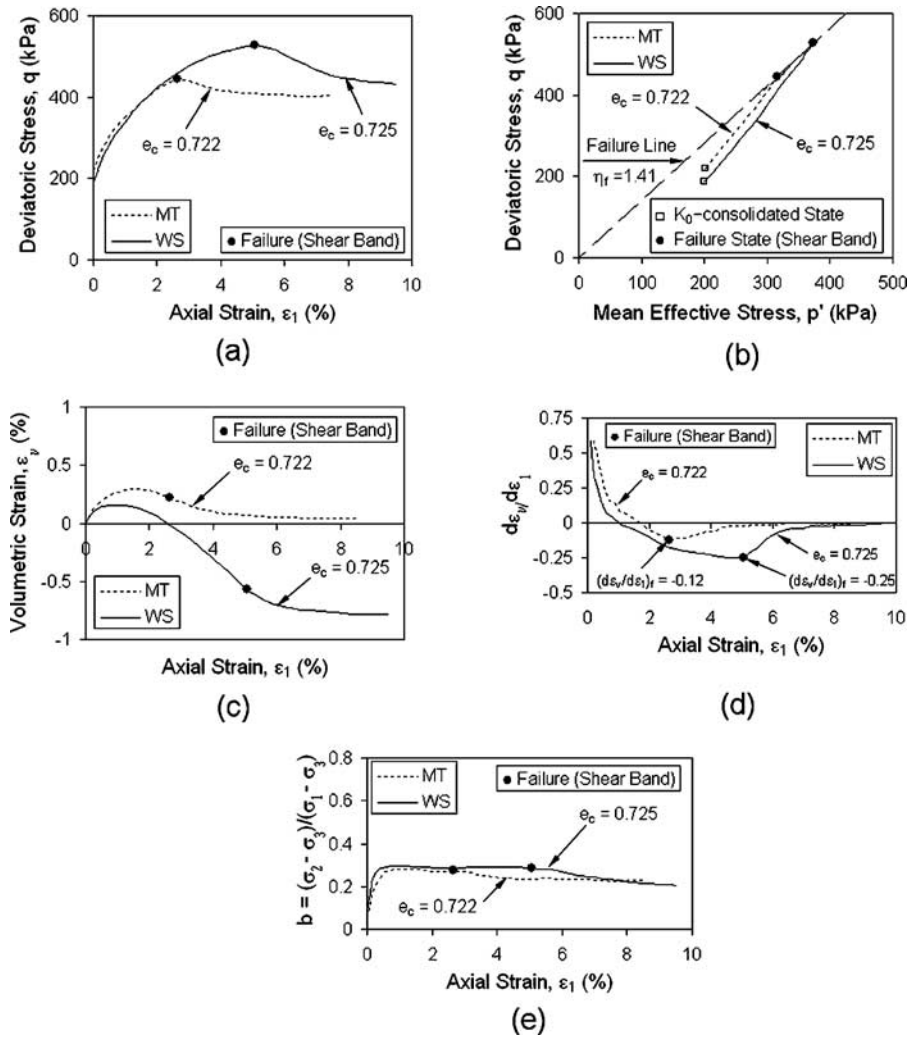 Deviatoric Stress, q (kPa)
600
400
200
0
e_c = 0.722
e_c = 0.725
MT
WS
Failure (Shear Band)
0 2 4 6 8 10
Axial Strain, ε₁ (%)
(a)
Deviatoric Stress, q (kPa)
600
400
200
0
MT
WS
e_c = 0.722
e_c = 0.725
Failure Line
η_f =1.41
K₀-consolidated State
Failure State (Shear Band)
0 100 200 300 400 500
Mean Effective Stress, p' (kPa)
(b)
Volumetric Strain, ε_v (%)
1
0.5
0
-0.5
-1
Failure (Shear Band)
e_c = 0.722
0 2 4 6 8 10
e_c = 0.725
MT
WS
Axial Strain, ε₁ (%)
(c)
dε_v/dε₁
0.75
0.5
0.25
0
-0.25
-0.5
Failure (Shear Band)
MT
WS
e_c = 0.722
e_c = 0.725
(dε_v/dε₁)_f = -0.12
(dε_v/dε₁)_f = -0.25
0 2 4 6 8 10
Axial Strain, ε₁ (%)
(d)
b = (σ₂ - σ₃)/(σ₁ - σ₃)
0.8
0.6
0.4
0.2
0
MT
WS
Failure (Shear Band)
e_c = 0.725
e_c = 0.722
0 2 4 6 8 10
Axial Strain, ε₁ (%)
(e)